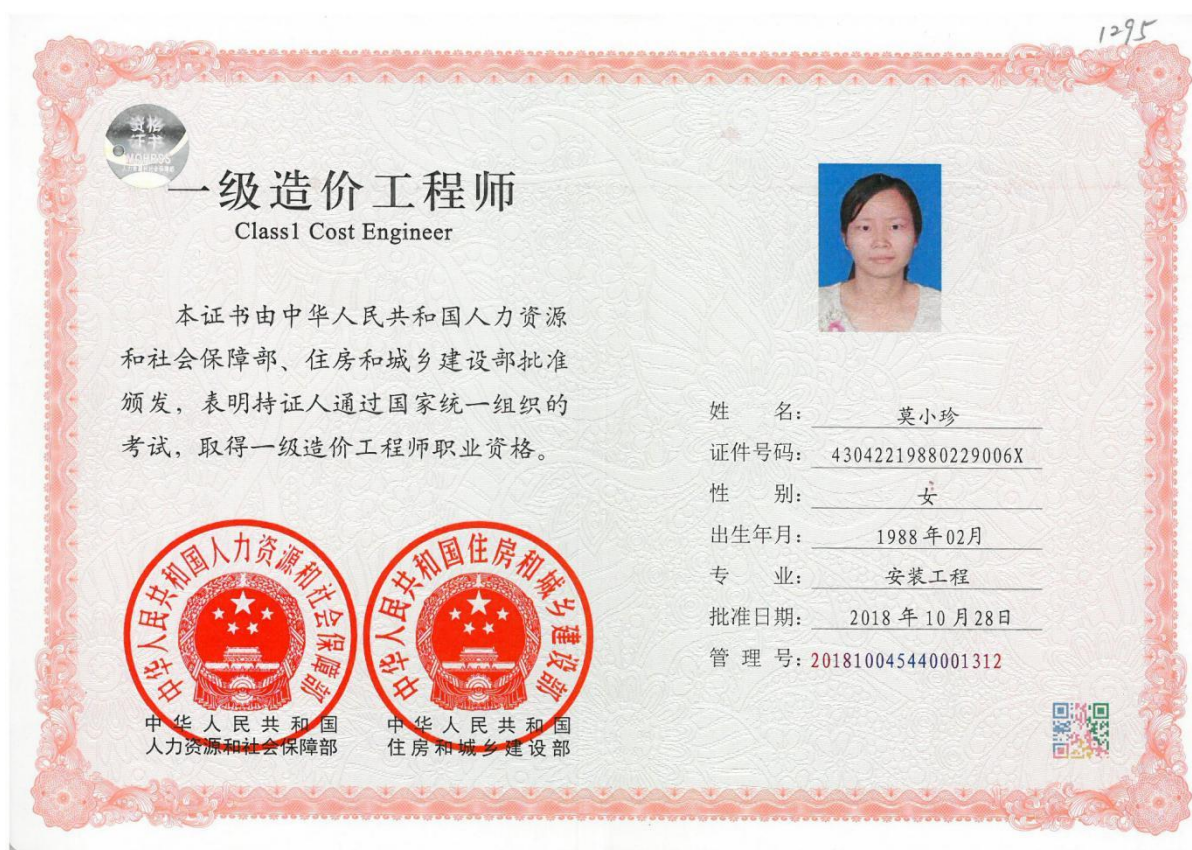 1295
资格
证书
MOHRSS
一级造价工程师
Class1 Cost Engineer
本证书由中华人民共和国人力资源
和社会保障部、住房和城乡建设部批准
颁发，表明持证人通过国家统一组织的
考试，取得一级造价工程师职业资格。
姓 名： 莫小珍
证件号码： 43042219880229006X
性 别： 女
出生年月： 1988年02月
专 业： 安装工程
批准日期： 2018年10月28日
管 理 号：201810045440001312
中华人民共和国人力资源和社会保障部
中华人民共和国住房和城乡建设部
中华人民共和国
人力资源和社会保障部
中华人民共和国
住房和城乡建设部